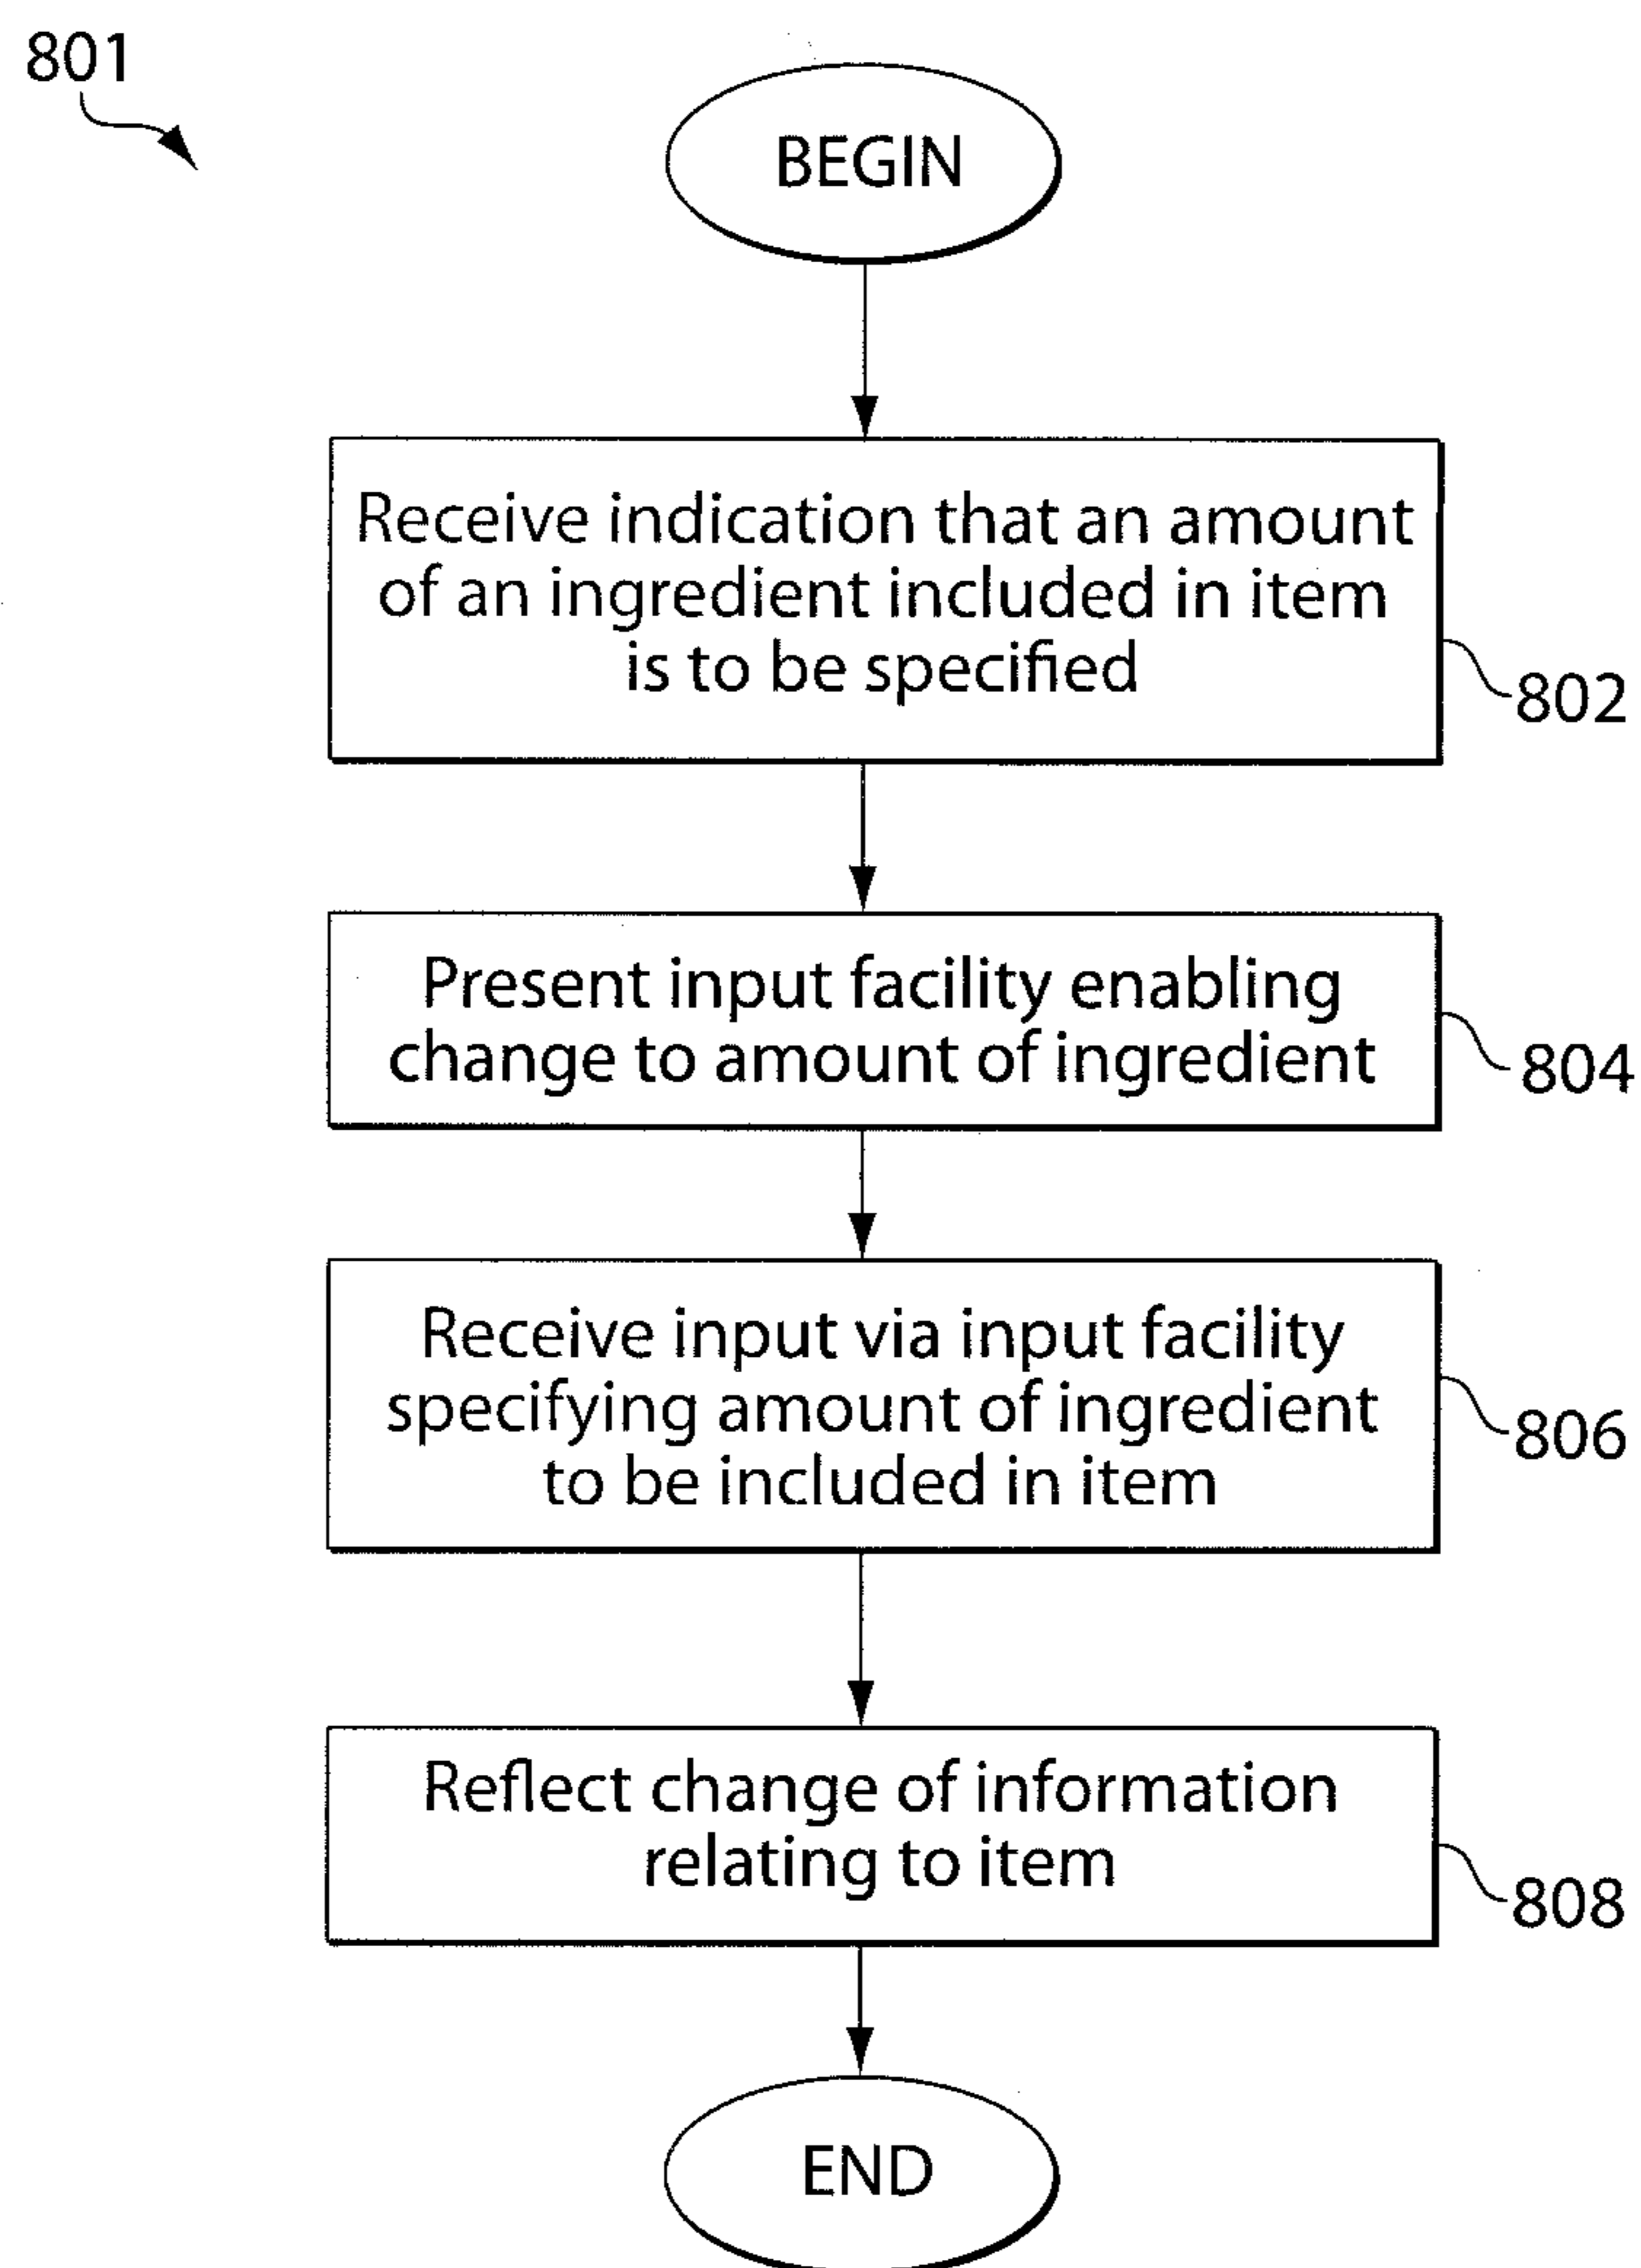 801
BEGIN
Receive indication that an amount
of an ingredient included in item
is to be specified
802
Present input facility enabling
change to amount of ingredient
804
Receive input via input facility
specifying amount of ingredient
to be included in item
806
Reflect change of information
relating to item
808
END